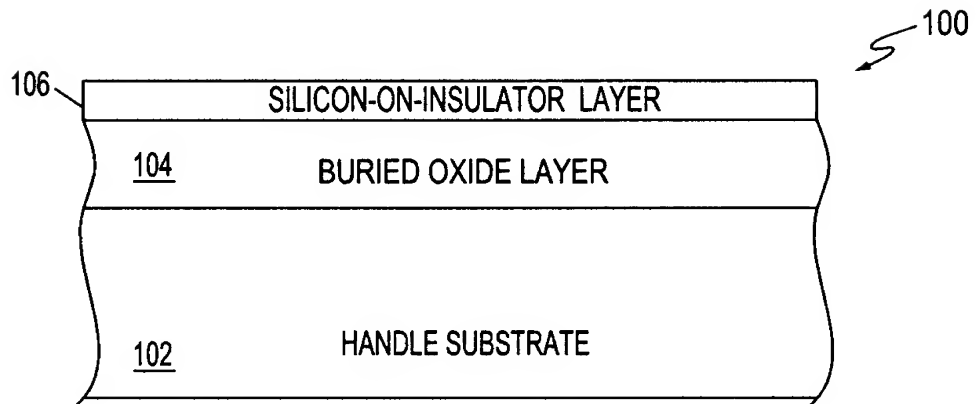 100
106
SILICON-ON-INSULATOR LAYER
104
BURIED OXIDE LAYER
102
HANDLE SUBSTRATE